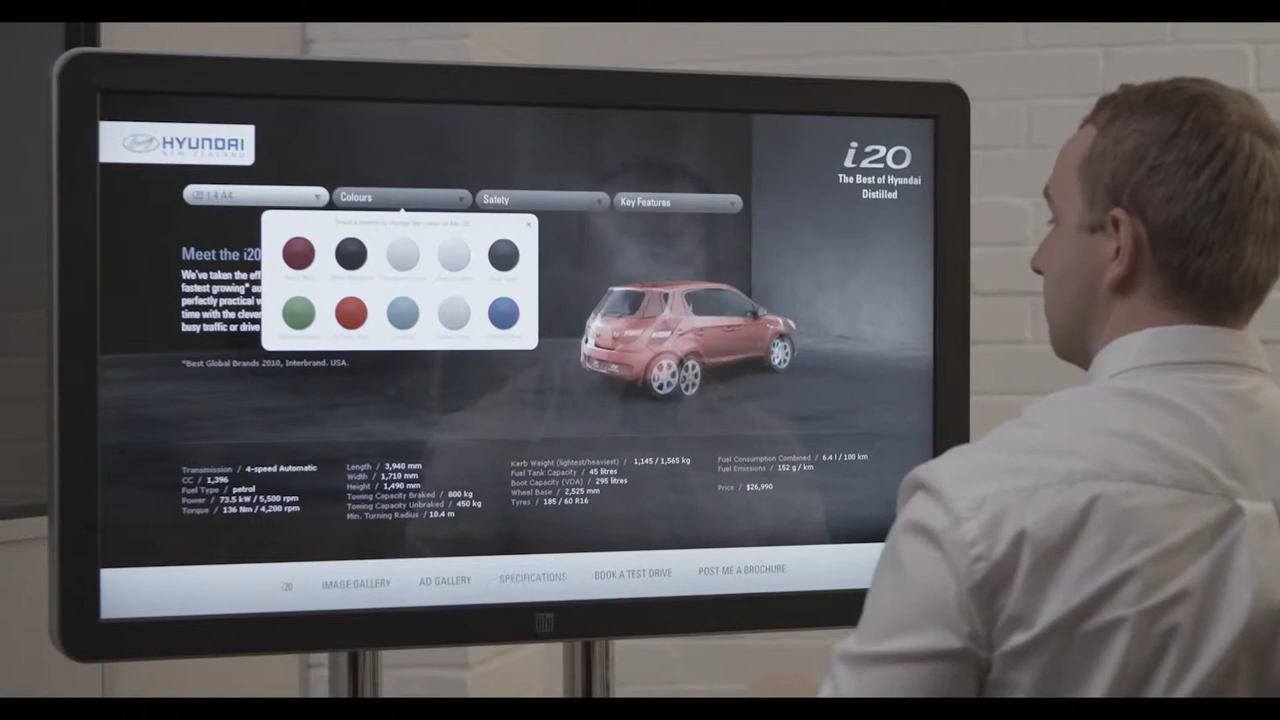 HYUNDAI
NEW ZEALAND
i20
The Best of Hyundai
Distilled
i20 1.4 A4
Colours
Safety
Key Features
Meet the i20
We've taken the
fastest growing*
perfectly practical
time with the
busy traffic or drive
*Best Global Brands 2010, Interbrand. USA.
Transmission / 4-speed Automatic
CC / 1,396
Fuel Type / petrol
Power / 73.5 kW / 5,500 rpm
Torque / 136 Nm / 4,200 rpm
Length / 3,940 mm
Width / 1,710 mm
Height / 1,490 mm
Towing Capacity Braked / 800 kg
Towing Capacity Unbraked / 450 kg
Min. Turning Radius / 10.4 m
Kerb Weight (lightest/heaviest) / 1,145 / 1,565 kg
Fuel Tank Capacity / 45 litres
Boot Capacity (VDA) / 295 litres
Wheel Base / 2,525 mm
Tyres / 185 / 60 R16
Fuel Consumption Combined / 6.4 l / 100 km
Fuel Emissions / 152 g / km
Price / $26,990
i20
IMAGE GALLERY
AD GALLERY
SPECIFICATIONS
BOOK A TEST DRIVE
POST ME A BROCHURE